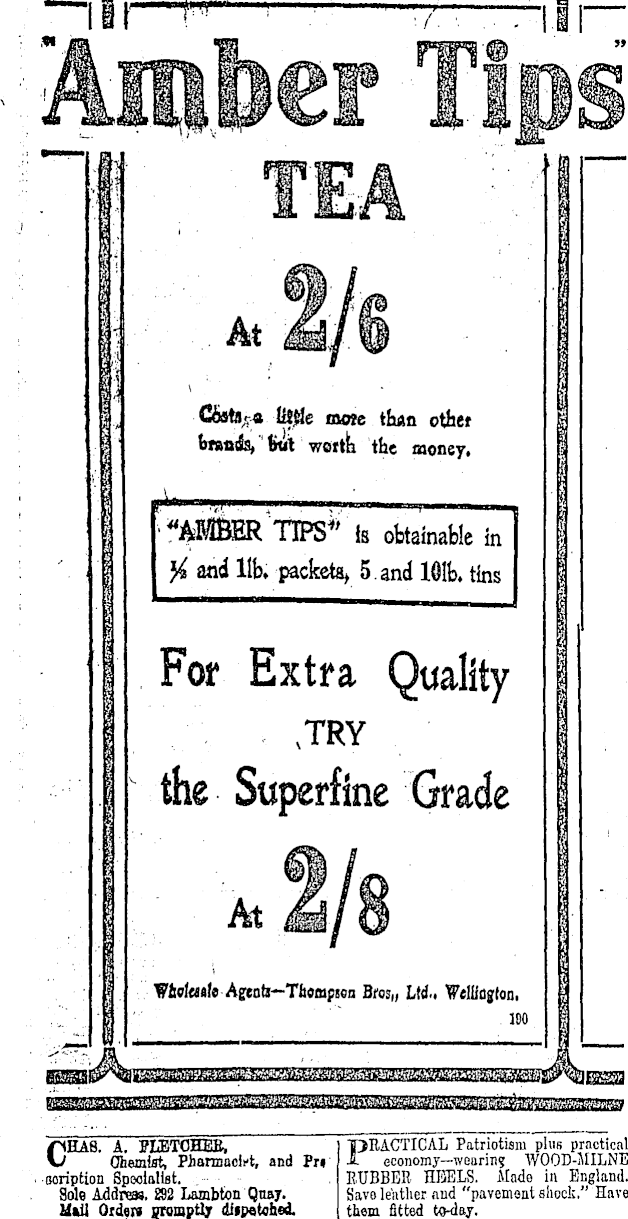 "Amber Tips"
TEA
At 2/6
Costs a little more than other
brands, but worth the money.
"AMBER TIPS" is obtainable in
½ and 1lb. packets, 5 and 10lb. tins
For Extra Quality
TRY
the Superfine Grade
At 2/8
Wholesale Agents—Thompson Bros., Ltd., Wellington.
190
CHAS. A. FLETCHER,
Chemist, Pharmacist, and Pre
scription Specialist.
Sole Address, 292 Lambton Quay.
Mail Orders promptly dispatched.
PRACTICAL Patriotism plus practical
economy—wearing WOOD-MILNE
RUBBER HEELS. Made in England.
Save leather and "pavement shock." Have
them fitted to-day.